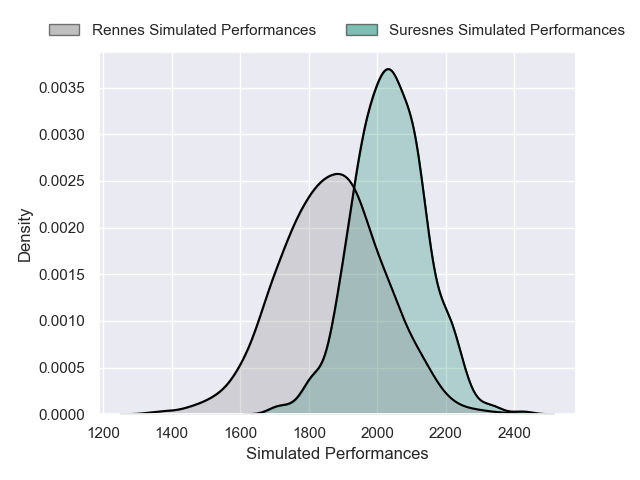 Rennes Simulated Performances Suresnes Simulated Performances
0.0035
0.0030
0.0025
0.0020
0.0015
0.0010
0.0005
0.0000
Density
1200 1400 1600 1800 2000 2200 2400
Simulated Performances